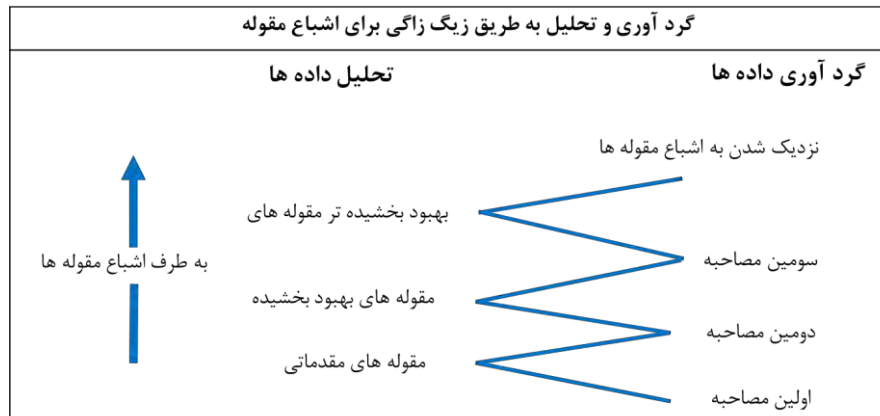 گرد آوری و تحلیل به طریق زیگ زاگی برای اشباع مقوله
گرد آوری داده ها
تحلیل داده ها
نزدیک شدن به اشباع مقوله ها
بهبود بخشیده تر مقوله های
سومین مصاحبه
به طرف اشباع مقوله ها
مقوله های بهبود بخشیده
دومین مصاحبه
مقوله های مقدماتی
اولین مصاحبه